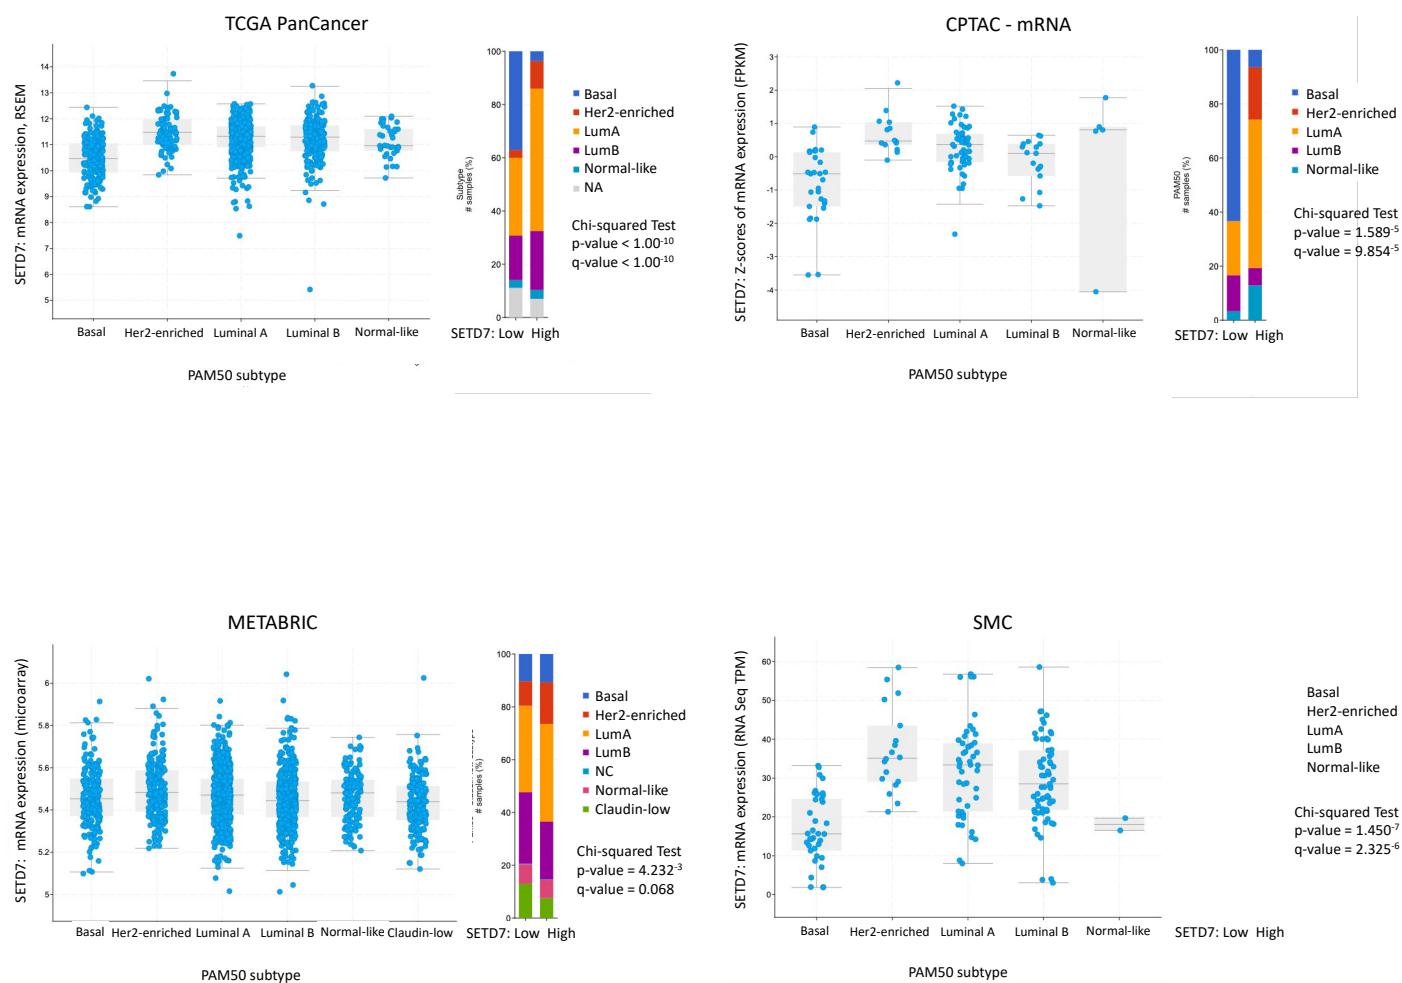 TCGA PanCancer
SETD7: mRNA expression, RSEM
14
13
12
11
10
9
8
7
6
5
Basal
Her2-enriched
Luminal A
Luminal B
Normal-like
PAM50 subtype
Subtype
# samples (%)
100
80
60
40
20
0
SETD7: Low High
Basal
Her2-enriched
LumA
LumB
Normal-like
NA
Chi-squared Test
p-value < 1.00-10
q-value < 1.00-10
CPTAC - mRNA
SETD7: Z-scores of mRNA expression (FPKM)
3
2
1
0
-1
-2
-3
-4
Basal
Her2-enriched
Luminal A
Luminal B
Normal-like
PAM50 subtype
PAM50
# samples (%)
100
80
60
40
20
0
SETD7: Low High
Basal
Her2-enriched
LumA
LumB
Normal-like
Chi-squared Test
p-value = 1.589-5
q-value = 9.854-5
METABRIC
SETD7: mRNA expression (microarray)
6
5.8
5.6
5.4
5.2
5
Basal
Her2-enriched
Luminal A
Luminal B
Normal-like
Claudin-low
PAM50 subtype
# samples (%)
100
80
60
40
20
0
SETD7: Low High
Basal
Her2-enriched
LumA
LumB
NC
Normal-like
Claudin-low
Chi-squared Test
p-value = 4.232-3
q-value = 0.068
SMC
SETD7: mRNA expression (RNA Seq TPM)
60
50
40
30
20
10
0
Basal
Her2-enriched
Luminal A
Luminal B
Normal-like
PAM50 subtype
SETD7: Low High
Basal
Her2-enriched
LumA
LumB
Normal-like
Chi-squared Test
p-value = 1.450-7
q-value = 2.325-6